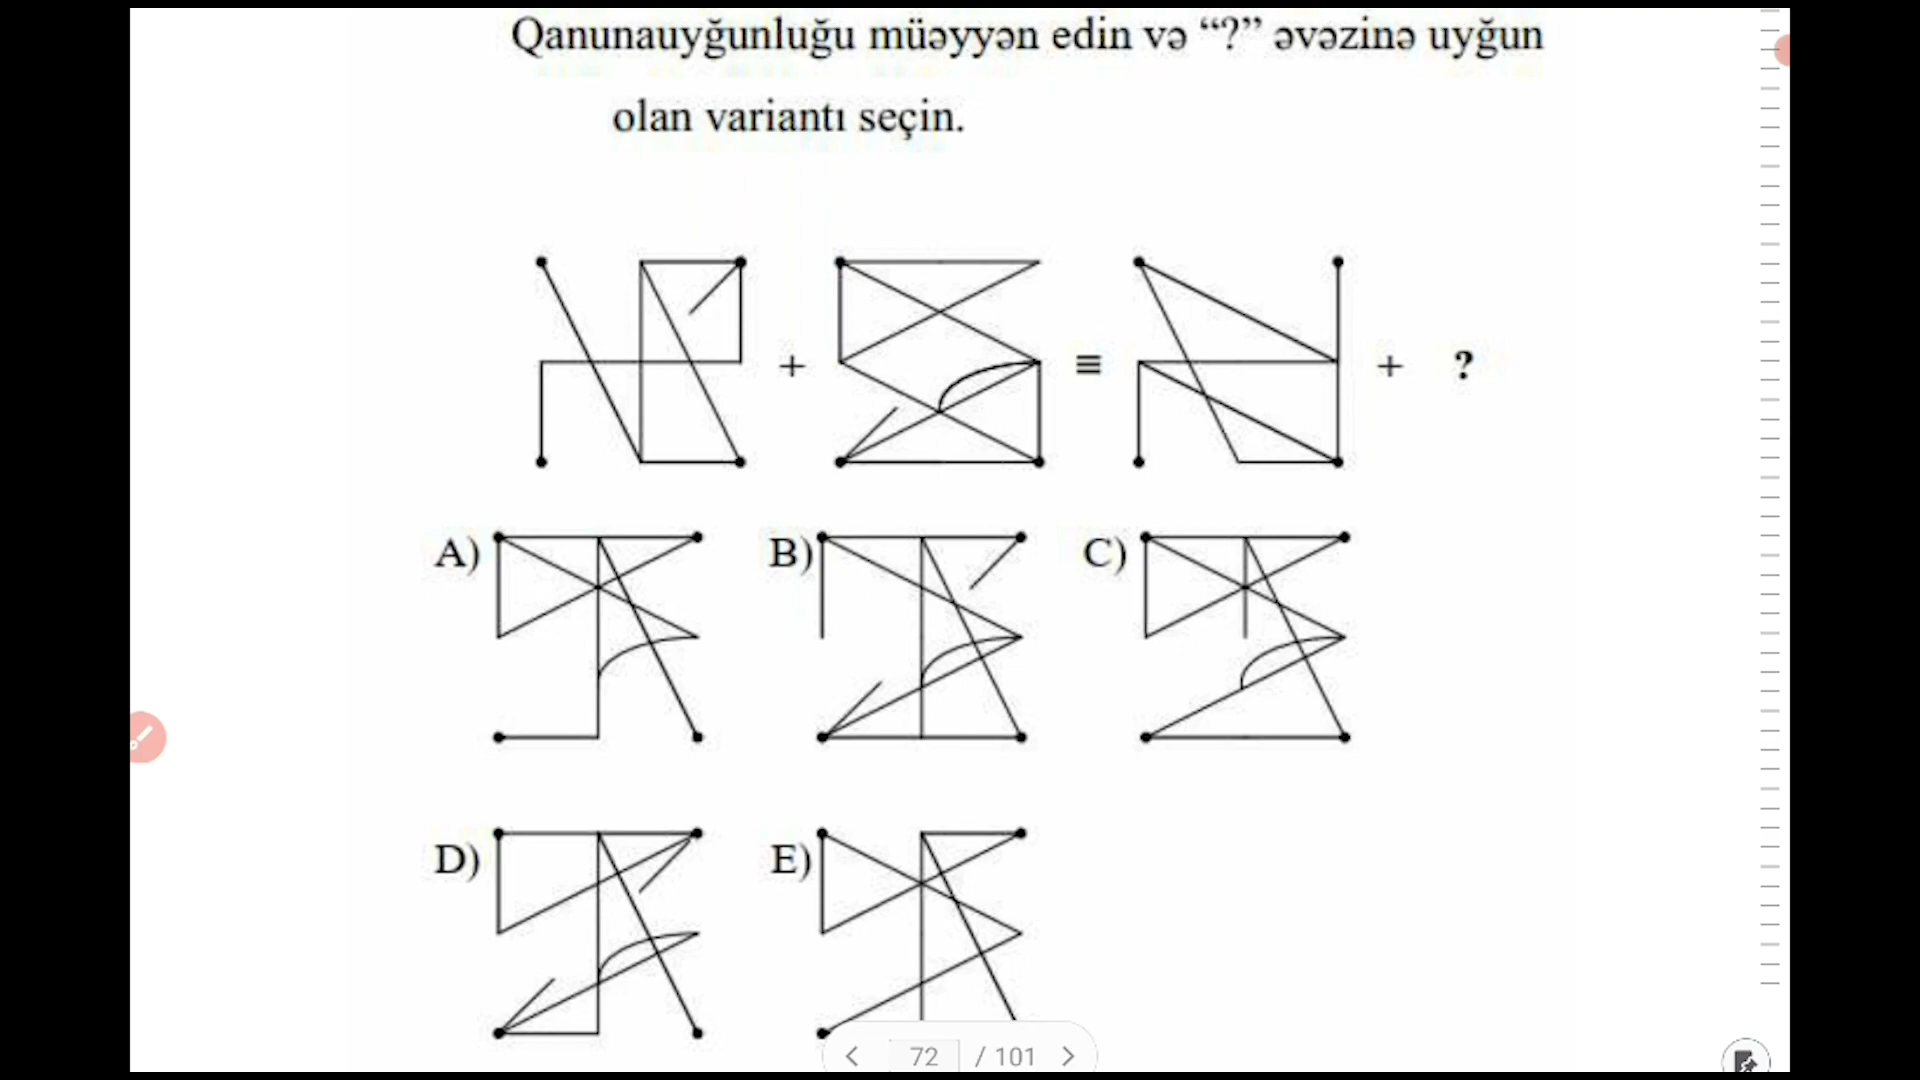 Qanunauyğunluğu müəyyən edin və “?” əvəzinə uyğun
olan variantı seçin.
+ ≡ + ?
A) B) C)
D) E)
< 72 / 101 >